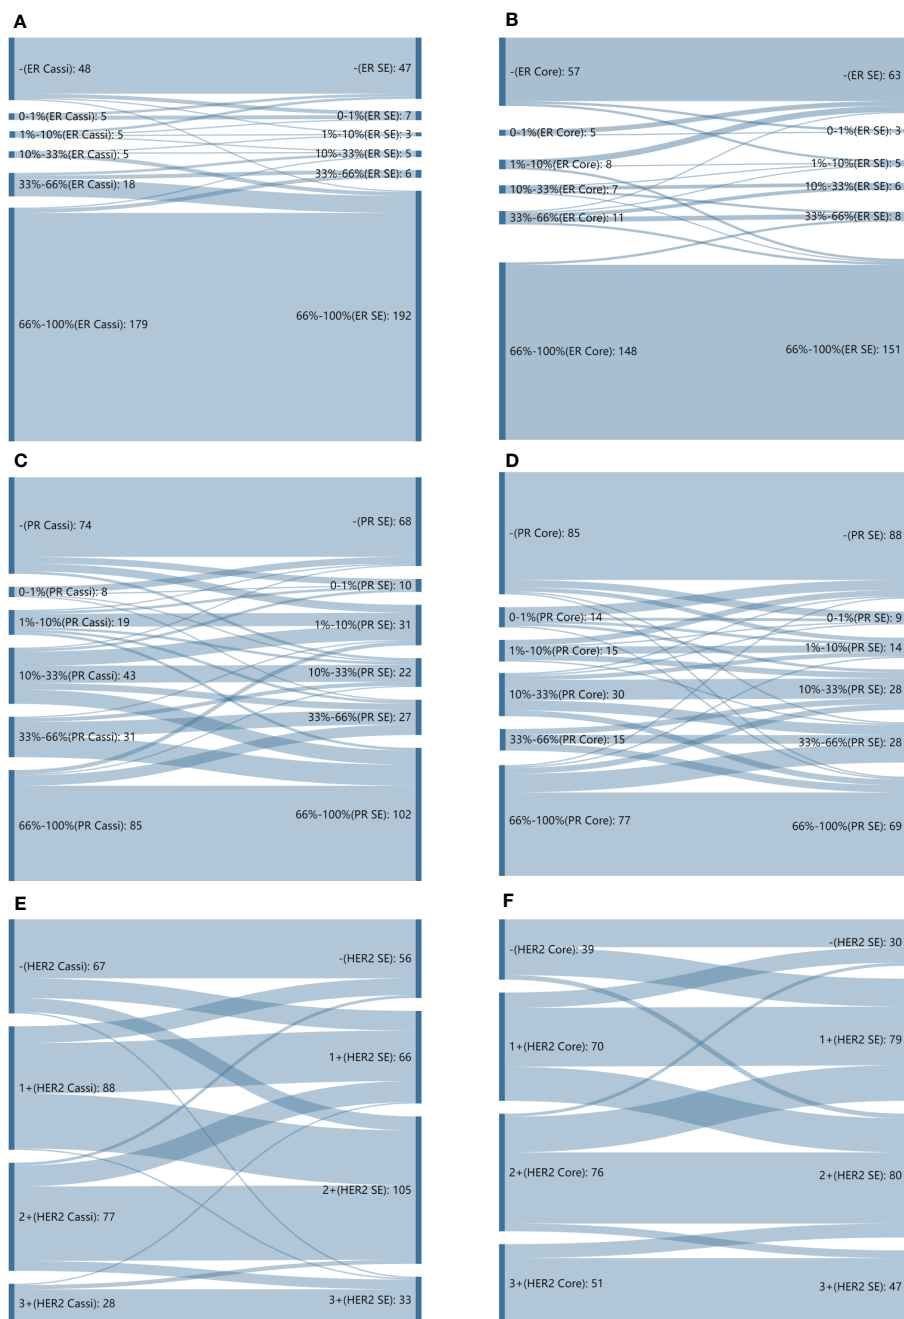 A
-(ER Cassi): 48
-(ER SE): 47
0-1%(ER Cassi): 5
0-1%(ER SE): 7
1%-10%(ER Cassi): 5
1%-10%(ER SE): 3
10%-33%(ER Cassi): 5
10%-33%(ER SE): 5
33%-66%(ER Cassi): 18
33%-66%(ER SE): 6
66%-100%(ER Cassi): 179
66%-100%(ER SE): 192
B
-(ER Core): 57
-(ER SE): 63
0-1%(ER Core): 5
0-1%(ER SE): 3
1%-10%(ER Core): 8
1%-10%(ER SE): 5
10%-33%(ER Core): 7
10%-33%(ER SE): 6
33%-66%(ER Core): 11
33%-66%(ER SE): 8
66%-100%(ER Core): 148
66%-100%(ER SE): 151
C
-(PR Cassi): 74
-(PR SE): 68
0-1%(PR Cassi): 8
0-1%(PR SE): 10
1%-10%(PR Cassi): 19
1%-10%(PR SE): 31
10%-33%(PR Cassi): 43
10%-33%(PR SE): 22
33%-66%(PR Cassi): 31
33%-66%(PR SE): 27
66%-100%(PR Cassi): 85
66%-100%(PR SE): 102
D
-(PR Core): 85
-(PR SE): 88
0-1%(PR Core): 14
0-1%(PR SE): 9
1%-10%(PR Core): 15
1%-10%(PR SE): 14
10%-33%(PR Core): 30
10%-33%(PR SE): 28
33%-66%(PR Core): 15
33%-66%(PR SE): 28
66%-100%(PR Core): 77
66%-100%(PR SE): 69
E
-(HER2 Cassi): 67
-(HER2 SE): 56
1+(HER2 Cassi): 88
1+(HER2 SE): 66
2+(HER2 Cassi): 77
2+(HER2 SE): 105
3+(HER2 Cassi): 28
3+(HER2 SE): 33
F
-(HER2 Core): 39
-(HER2 SE): 30
1+(HER2 Core): 70
1+(HER2 SE): 79
2+(HER2 Core): 76
2+(HER2 SE): 80
3+(HER2 Core): 51
3+(HER2 SE): 47